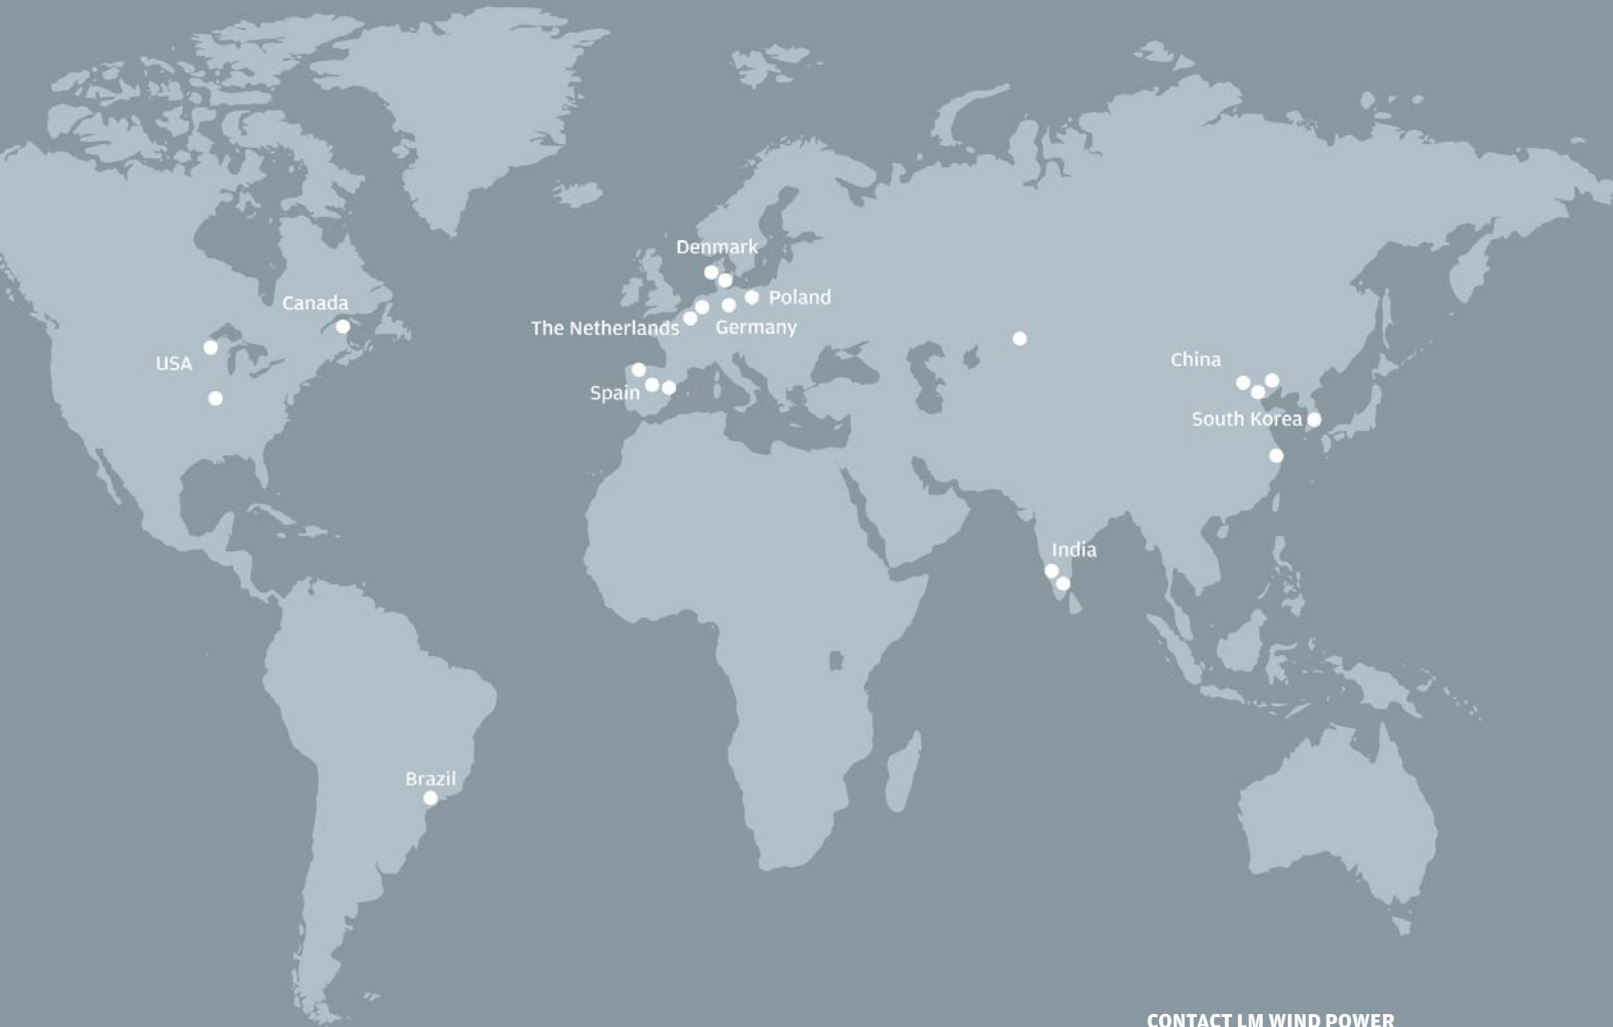 Denmark
Poland
Canada
The Netherlands
Germany
USA
China
Spain
South Korea
India
Brazil
CONTACT LM WIND POWER